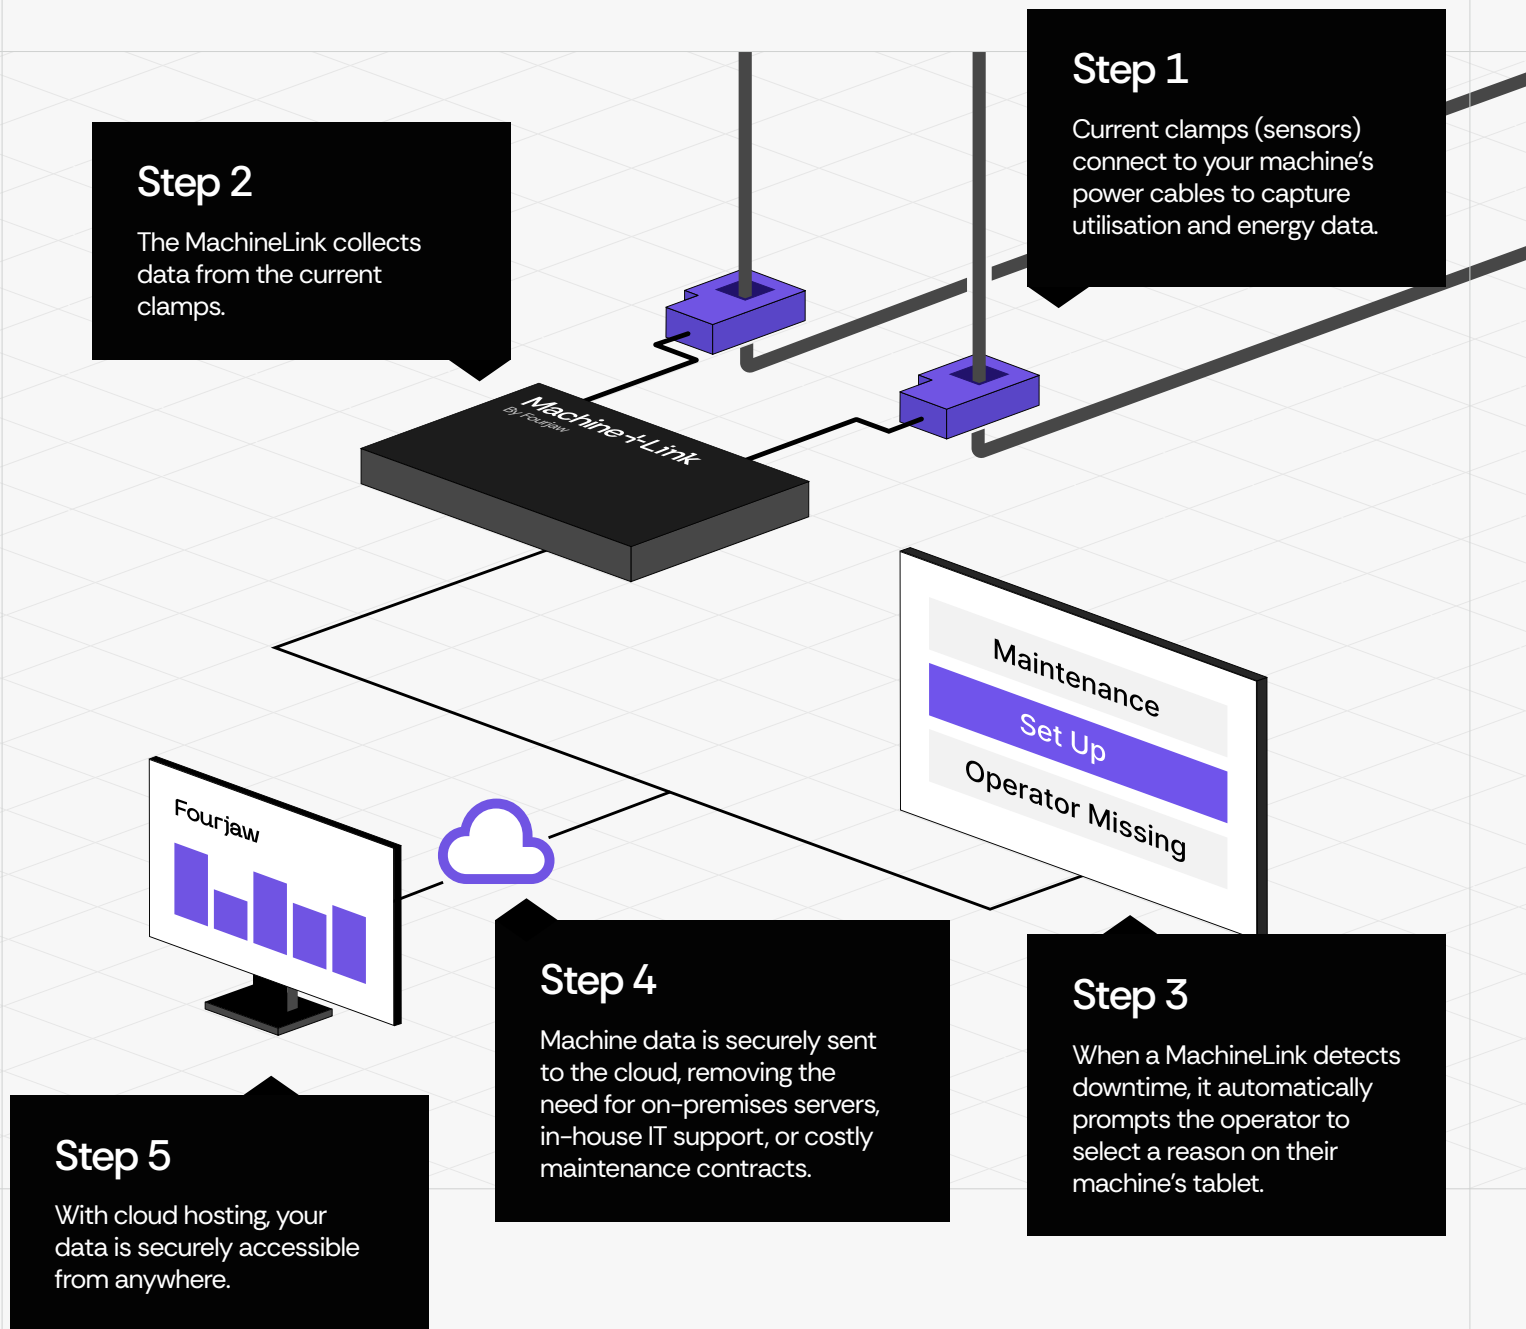 Step 1
Current clamps (sensors)
connect to your machine's
power cables to capture
utilisation and energy data.
Step 2
The MachineLink collects
data from the current
clamps.
Machine Link
By Fourjaw
Maintenance
Set Up
Operator Missing
Fourjaw
Step 3
When a MachineLink detects
downtime, it automatically
prompts the operator to
select a reason on their
machine's tablet.
Step 4
Machine data is securely sent
to the cloud, removing the
need for on-premises servers,
in-house IT support, or costly
maintenance contracts.
Step 5
With cloud hosting, your
data is securely accessible
from anywhere.